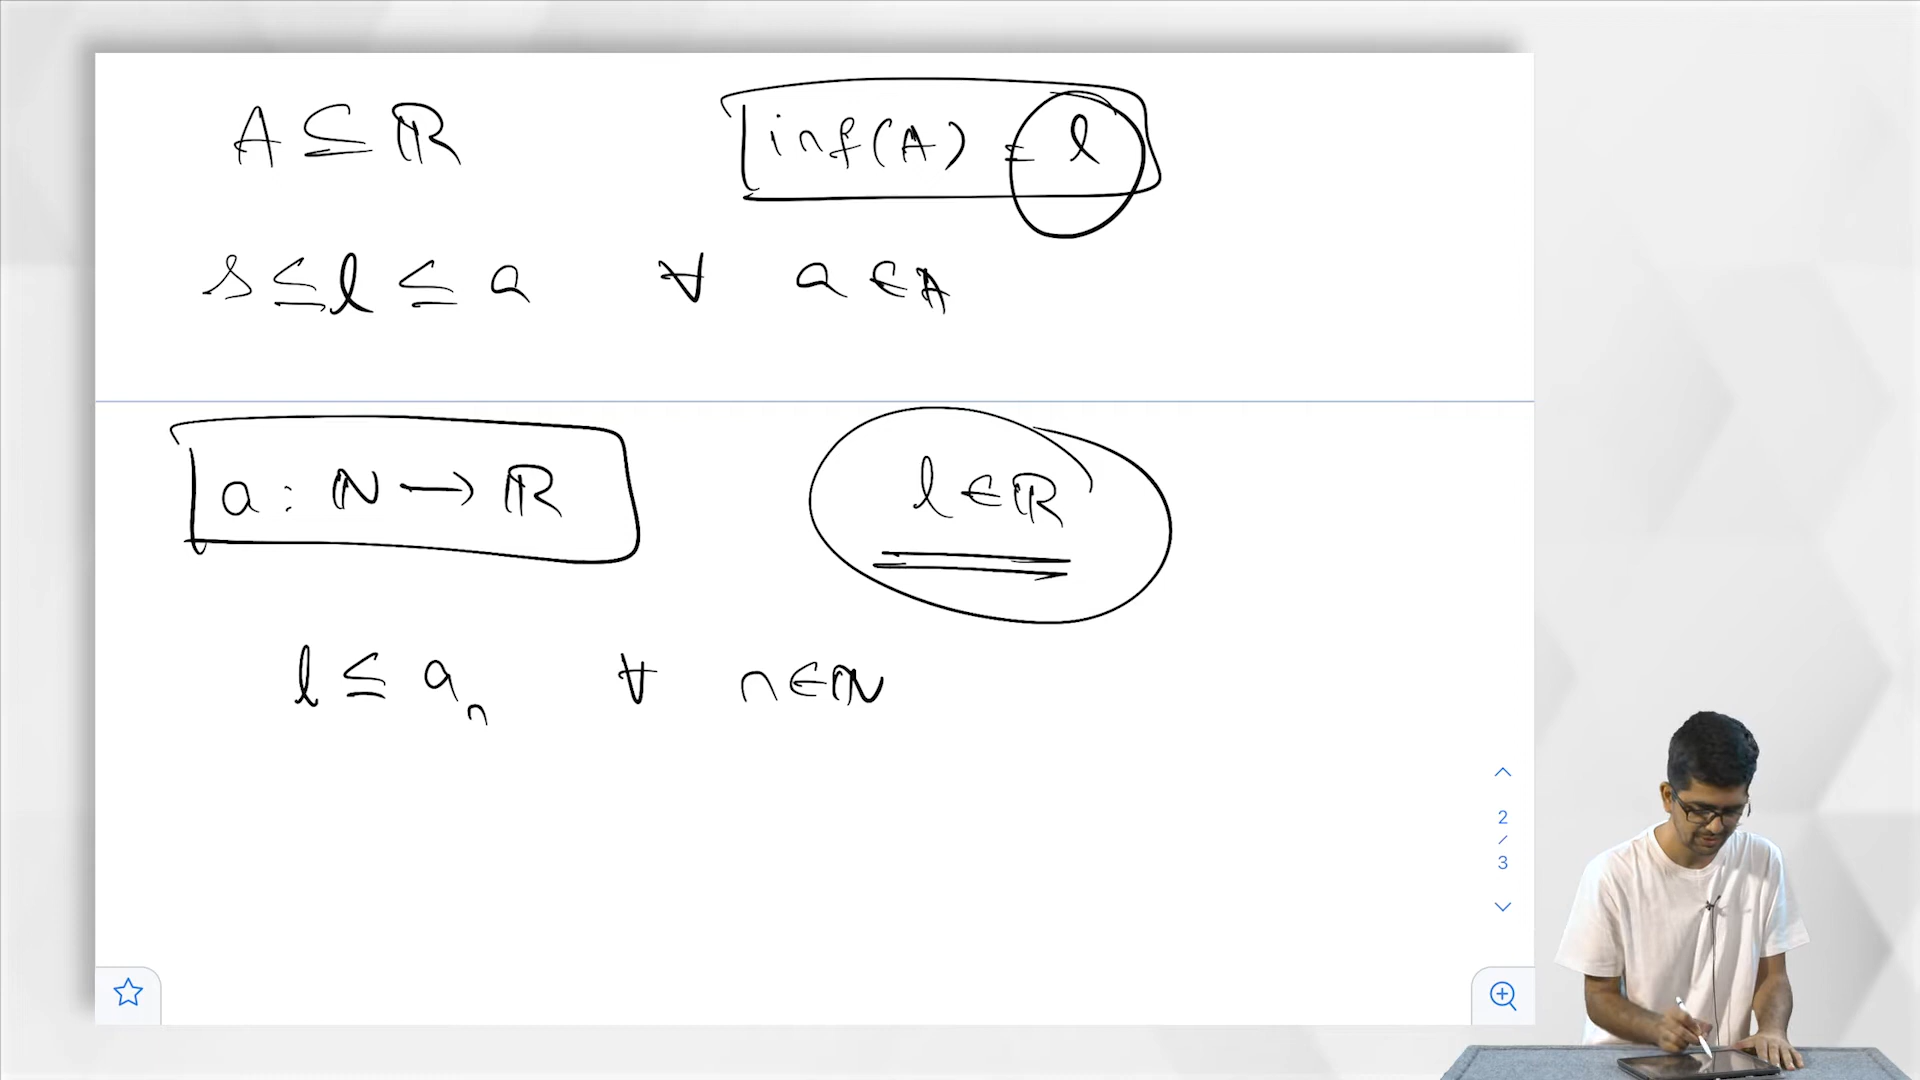 A ⊆ ℝ inf(A) = l
s ≤ l ≤ a ∀ a ∈ A
a : ℕ → ℝ l ∈ ℝ
l ≤ aₙ ∀ n ∈ ℕ
2
/
3